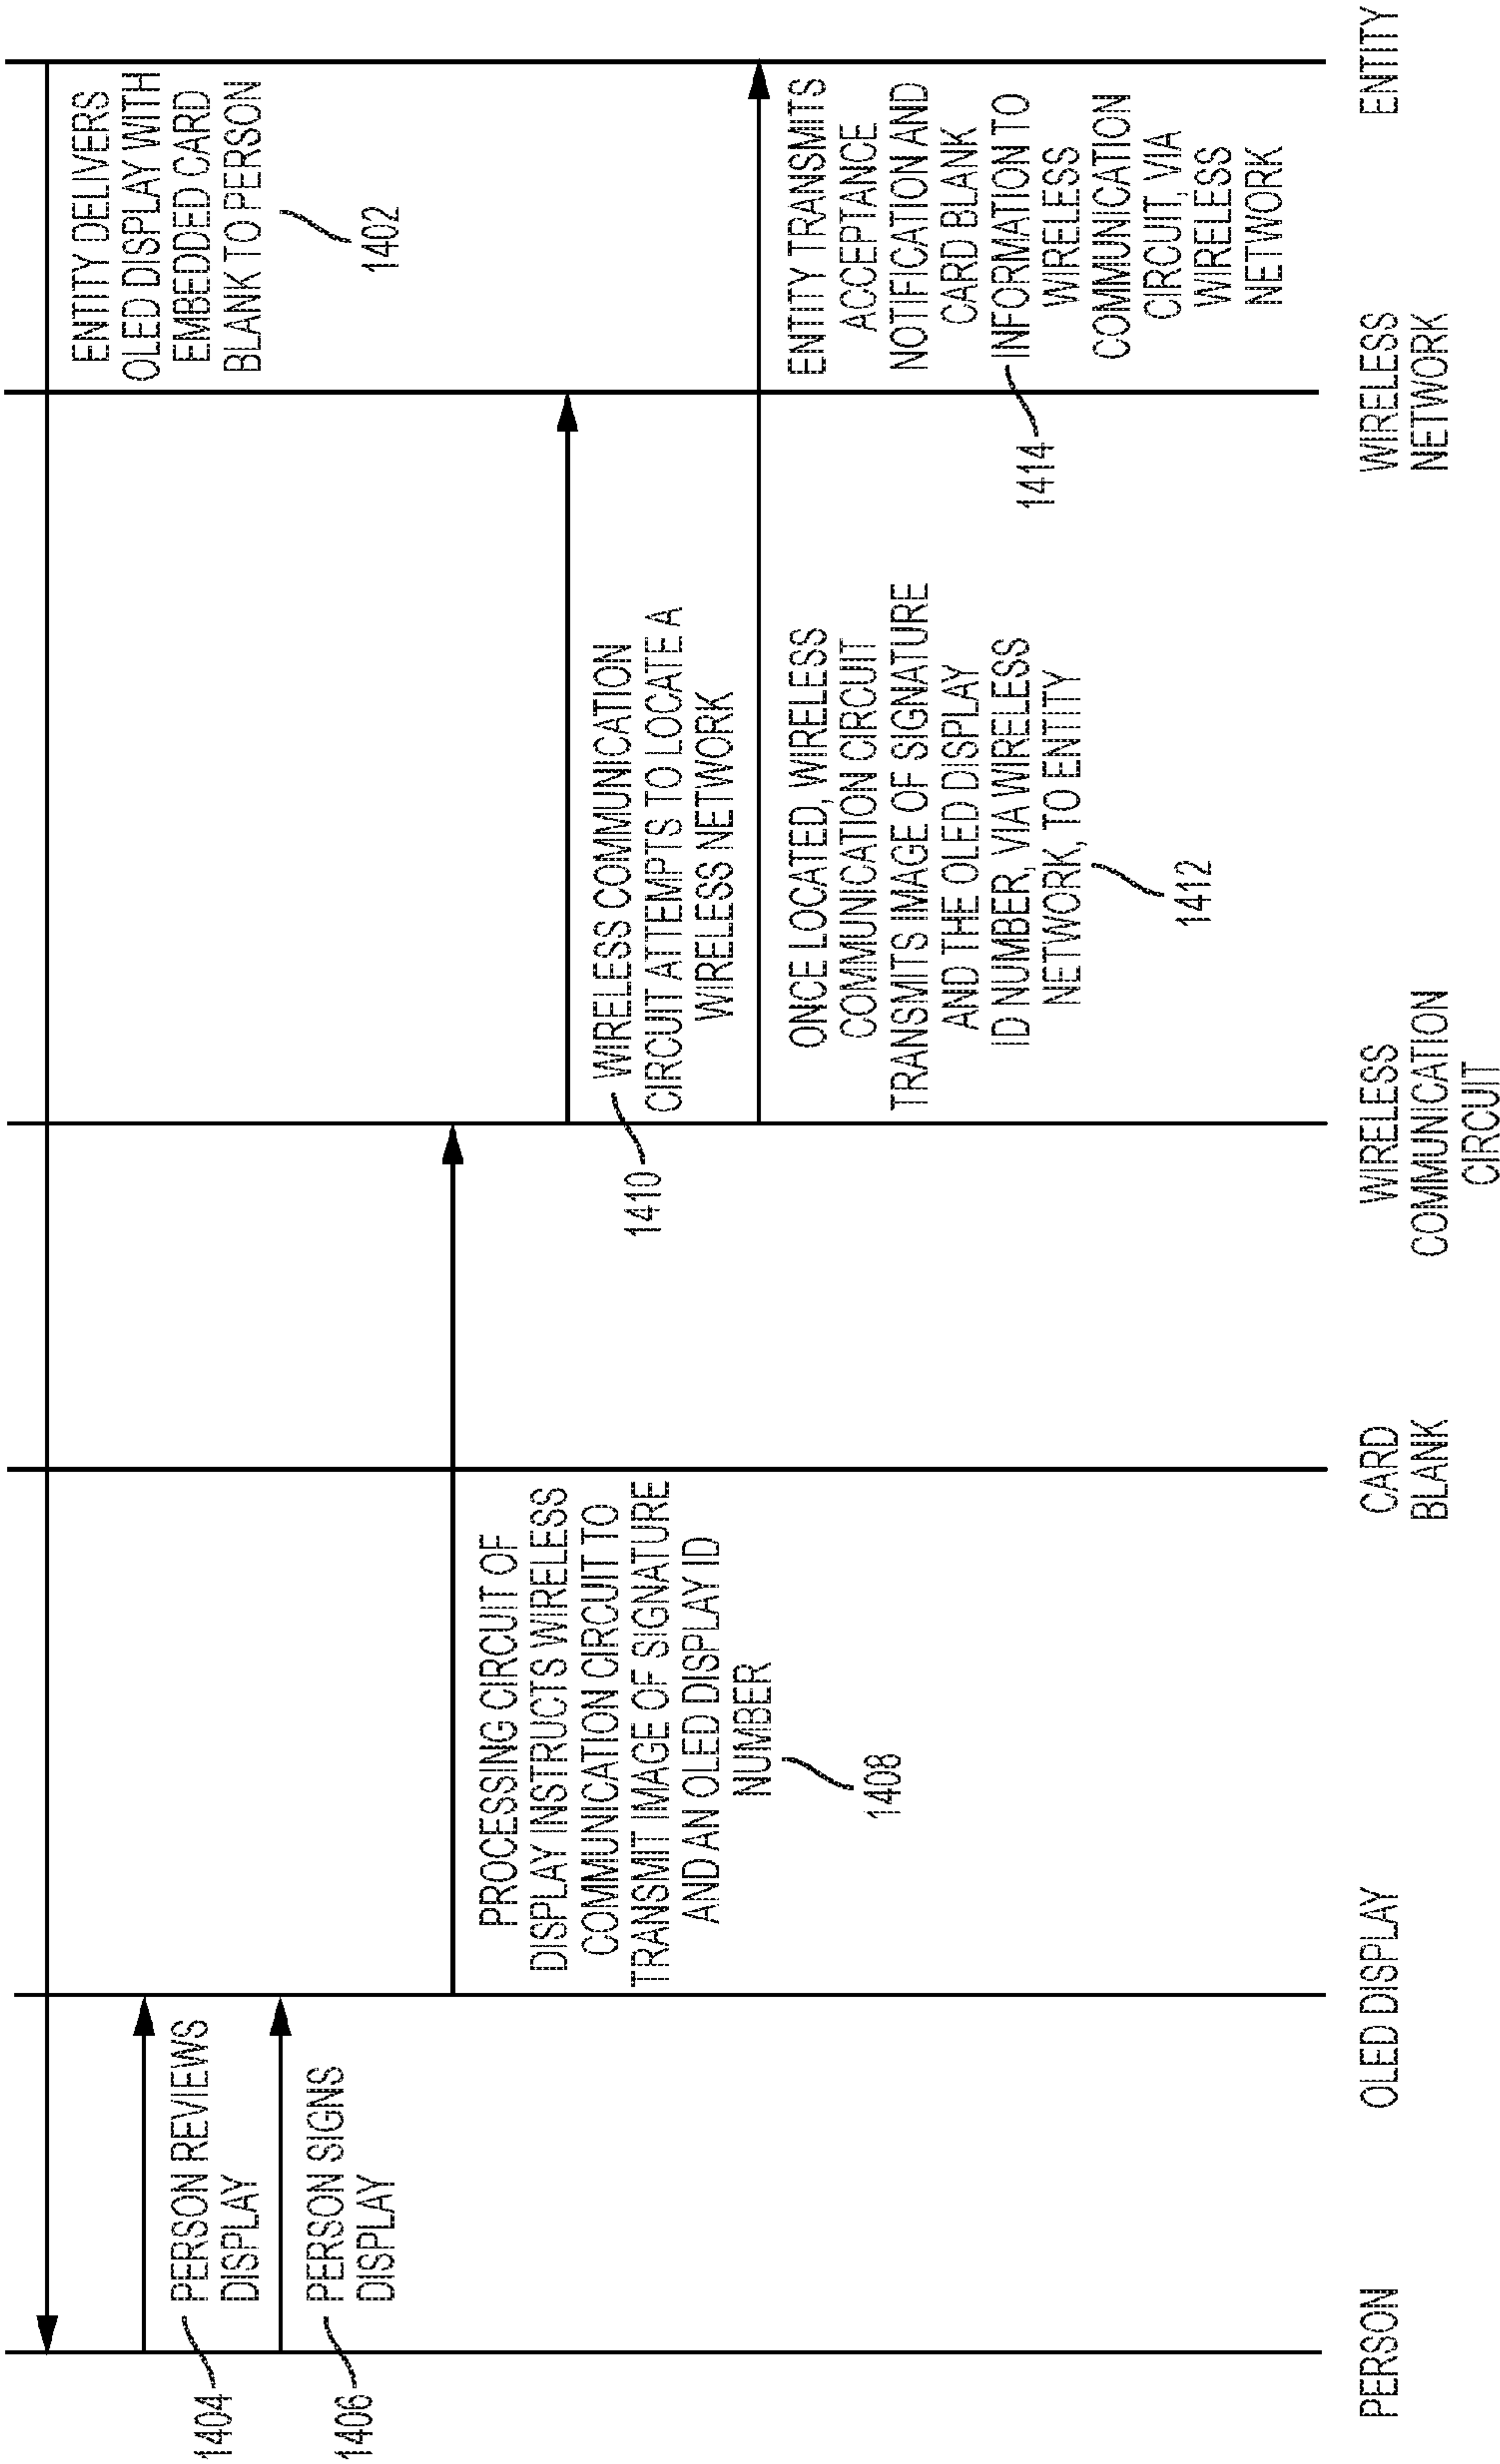 ENTITY DELIVERS
OLED DISPLAY WITH
EMBEDDED CARD
BLANK TO PERSON
1402
1404
PERSON REVIEWS
DISPLAY
1406
PERSON SIGNS
DISPLAY
PROCESSING CIRCUIT OF
DISPLAY INSTRUCTS WIRELESS
COMMUNICATION CIRCUIT TO
TRANSMIT IMAGE OF SIGNATURE
AND AN OLED DISPLAY ID
NUMBER
1408
1410
WIRELESS COMMUNICATION
CIRCUIT ATTEMPTS TO LOCATE A
WIRELESS NETWORK
ONCE LOCATED, WIRELESS
COMMUNICATION CIRCUIT
TRANSMITS IMAGE OF SIGNATURE
AND THE OLED DISPLAY
ID NUMBER, VIA WIRELESS
NETWORK, TO ENTITY
1412
ENTITY TRANSMITS
ACCEPTANCE
NOTIFICATION AND
CARD BLANK
INFORMATION TO
WIRELESS
COMMUNICATION
CIRCUIT, VIA
WIRELESS
NETWORK
1414
PERSON
OLED DISPLAY
CARD
BLANK
WIRELESS
COMMUNICATION
CIRCUIT
WIRELESS
NETWORK
ENTITY